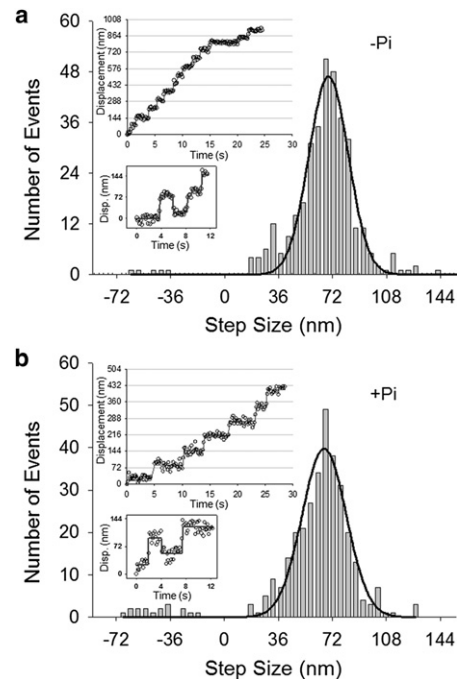 a
-Pi
Number of Events
60
48
36
24
12
0
-72 -36 0 36 72 108 144
Step Size (nm)
Displacement (nm)
1008
864
720
576
432
288
144
0
0 5 10 15 20 25 30
Time (s)
Disp. (nm)
144
72
0
0 4 8 12
Time (s)
b
+Pi
Number of Events
60
50
40
30
20
10
0
-72 -36 0 36 72 108 144
Step Size (nm)
Displacement (nm)
504
432
360
288
216
144
72
0
0 5 10 15 20 25 30
Time (s)
Disp. (nm)
144
72
0
0 4 8 12
Time (s)